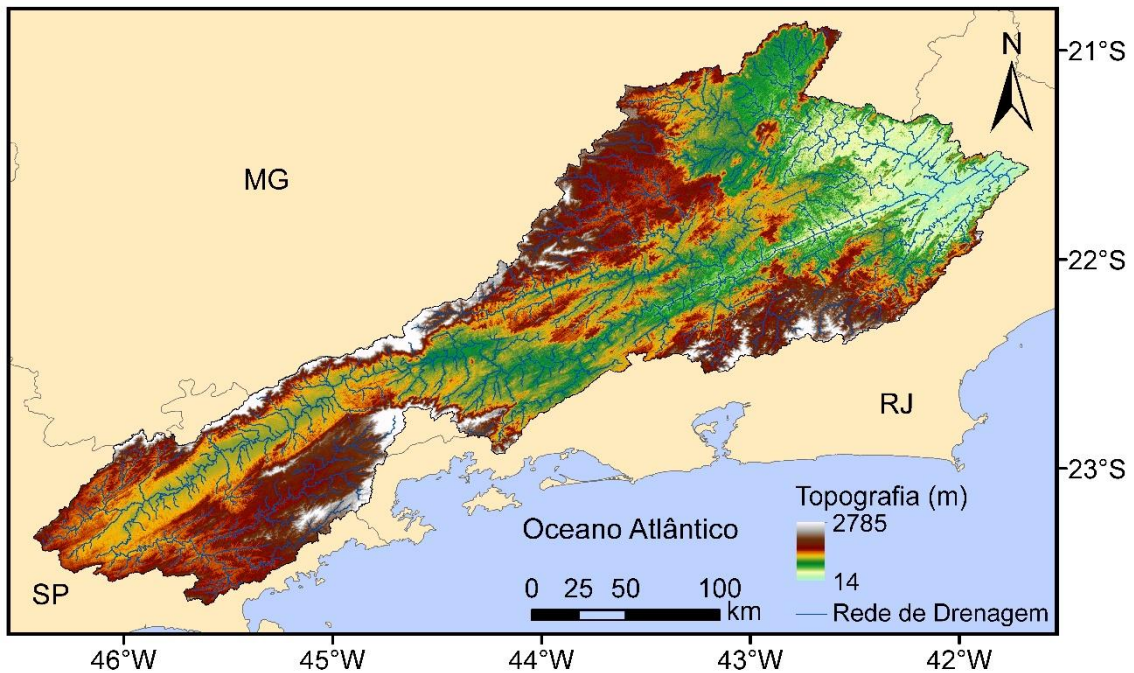 N
21°S
MG
22°S
RJ
23°S
Topografia (m)
2785
14
Oceano Atlântico
SP
0 25 50 100
km
Rede de Drenagem
46°W 45°W 44°W 43°W 42°W